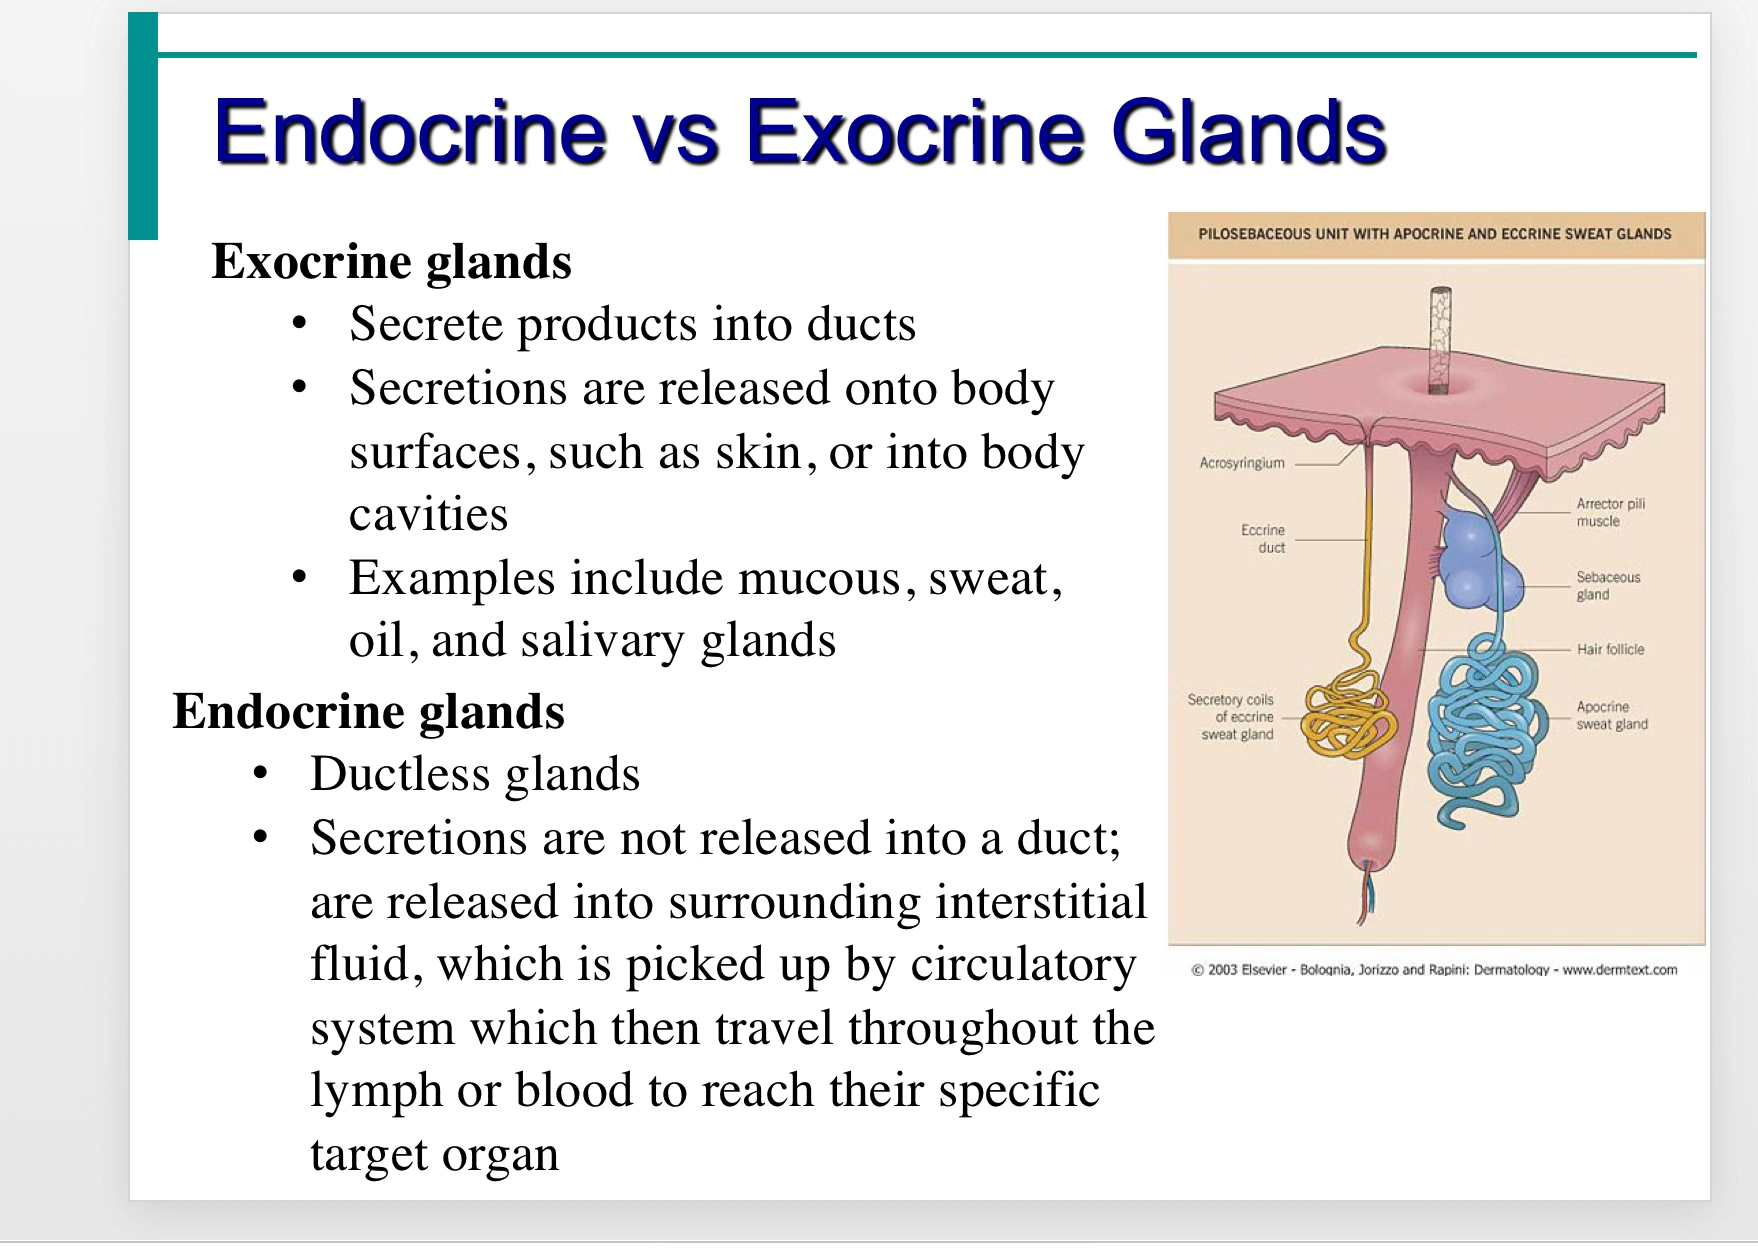 Endocrine vs Exocrine Glands
Exocrine glands
• Secrete products into ducts
• Secretions are released onto body
surfaces, such as skin, or into body
cavities
• Examples include mucous, sweat,
oil, and salivary glands
Endocrine glands
• Ductless glands
• Secretions are not released into a duct;
are released into surrounding interstitial
fluid, which is picked up by circulatory
system which then travel throughout the
lymph or blood to reach their specific
target organ
PILOSEBACEOUS UNIT WITH APOCRINE AND ECCRINE SWEAT GLANDS
Acrosyringium
Eccrine
duct
Secretory coils
of eccrine
sweat gland
Arrector pili
muscle
Sebaceous
gland
Hair follicle
Apocrine
sweat gland
© 2003 Elsevier - Bolognia, Jorizzo and Rapini: Dermatology - www.dermtext.com